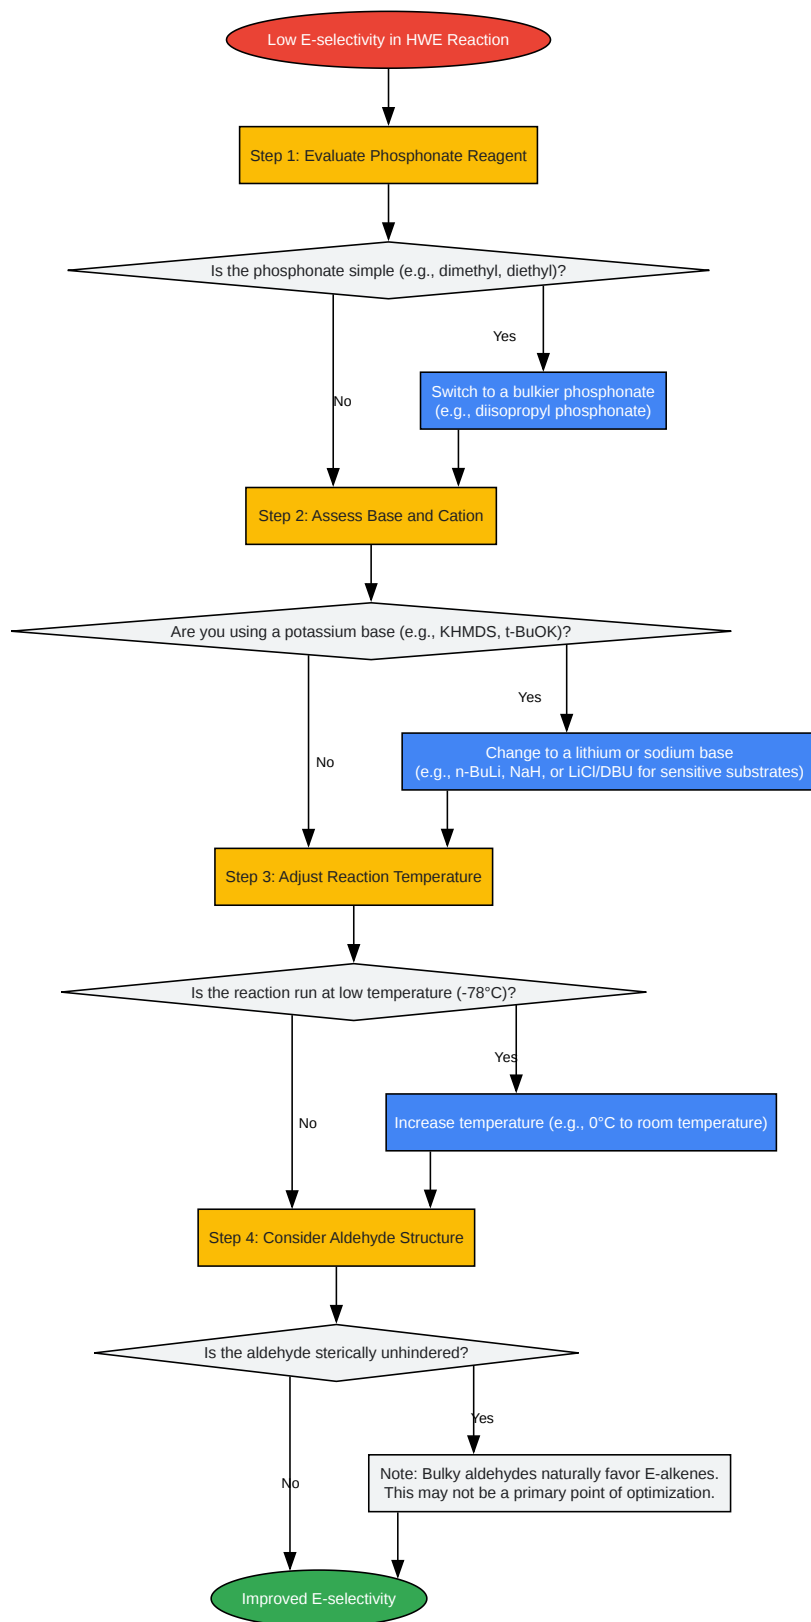 Low E-selectivity in HWE Reaction
Step 1: Evaluate Phosphonate Reagent
Is the phosphonate simple (e.g., dimethyl, diethyl)?
Yes
Switch to a bulkier phosphonate
(e.g., diisopropyl phosphonate)
No
Step 2: Assess Base and Cation
Are you using a potassium base (e.g., KHMDS, t-BuOK)?
Yes
Change to a lithium or sodium base
(e.g., n-BuLi, NaH, or LiCl/DBU for sensitive substrates)
No
Step 3: Adjust Reaction Temperature
Is the reaction run at low temperature (-78°C)?
Yes
Increase temperature (e.g., 0°C to room temperature)
No
Step 4: Consider Aldehyde Structure
Is the aldehyde sterically unhindered?
Yes
Note: Bulky aldehydes naturally favor E-alkenes.
This may not be a primary point of optimization.
No
Improved E-selectivity